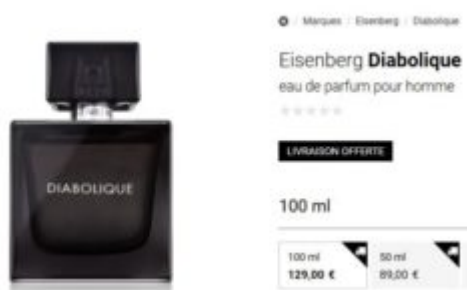 Marques Eisenberg Diabolique
Eisenberg Diabolique
eau de parfum pour homme
LIVRAISON OFFERTE
DIABOLIQUE
100 ml
100 ml
129,00 €
50 ml
89,00 €